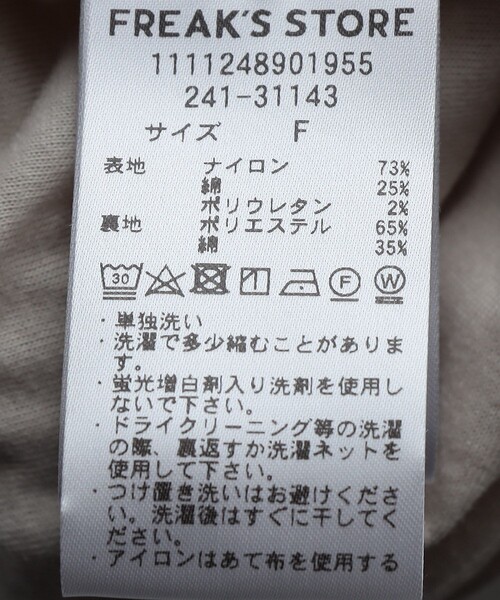 FREAK'S STORE
1111248901955
241-31143
サイズ F
表地 ナイロン 73%
綿 25%
ポリウレタン 2%
裏地 ポリエステル 65%
綿 35%
30 F W
・単独洗い
・洗濯で多少縮むことがありま
す。
・蛍光増白剤入り洗剤を使用し
ないで下さい。
・ドライクリーニング等の洗濯
の際、裏返すか洗濯ネットを
使用して下さい。
・つけ置き洗いはお避けくださ
い。洗濯後はすぐに干してく
ださい。
・アイロンはあて布を使用する